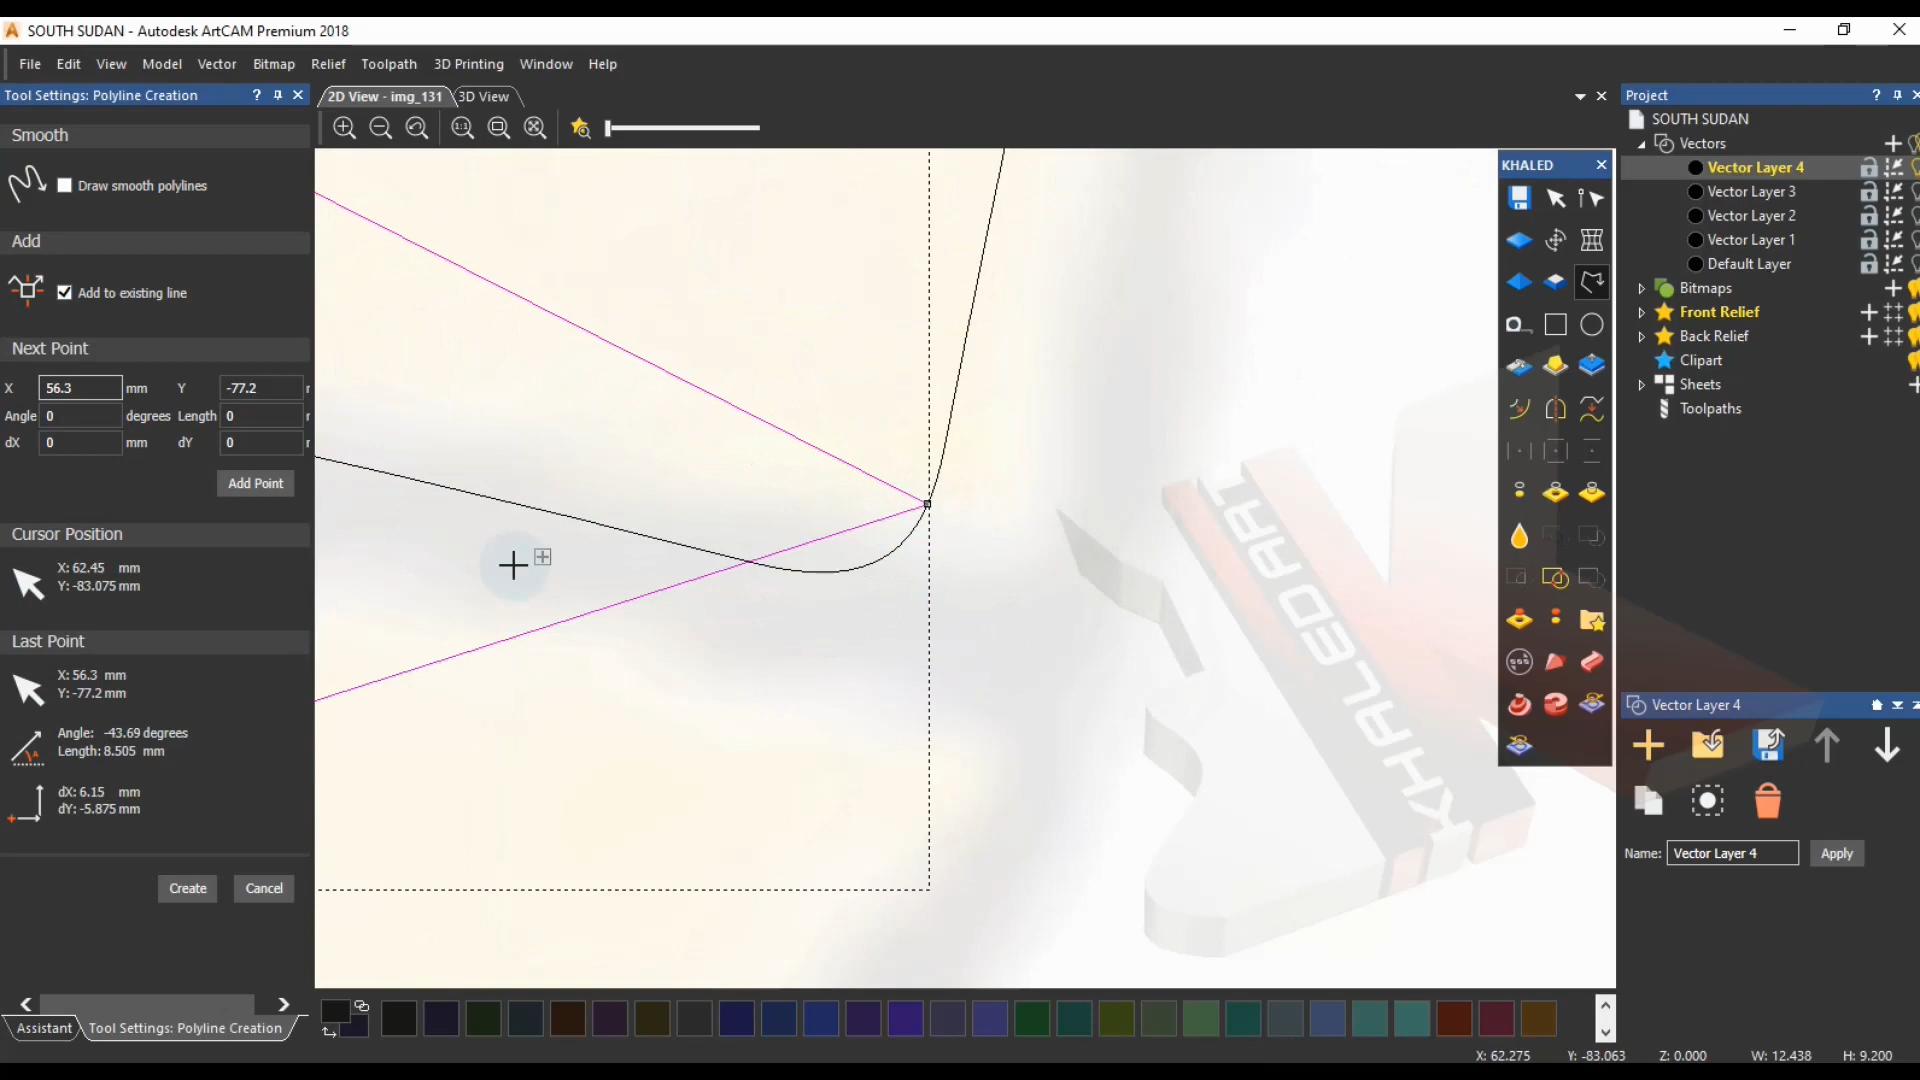 SOUTH SUDAN - Autodesk ArtCAM Premium 2018
File Edit View Model Vector Bitmap Relief Toolpath 3D Printing Window Help
Tool Settings: Polyline Creation
Smooth
Draw smooth polylines
Add
Add to existing line
Next Point
X 56.3 mm Y -77.2
Angle 0 degrees Length 0
dX 0 mm dY 0
Add Point
Cursor Position
X: 62.45 mm
Y: -83.075 mm
Last Point
X: 56.3 mm
Y: -77.2 mm
Angle: -43.69 degrees
Length: 8.505 mm
dX: 6.15 mm
dY: -5.875 mm
Create Cancel
Assistant Tool Settings: Polyline Creation
2D View - img_131 3D View
1:1
KHALED
KHALEDART
Project
SOUTH SUDAN
Vectors
Vector Layer 4
Vector Layer 3
Vector Layer 2
Vector Layer 1
Default Layer
Bitmaps
Front Relief
Back Relief
Clipart
Sheets
Toolpaths
Vector Layer 4
Name: Vector Layer 4 Apply
X: 62.275 Y: -83.063 Z: 0.000 W: 12.438 H: 9.200